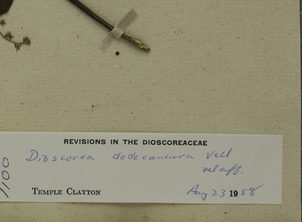 REVISIONS IN THE DIOSCOREACEAE
Dioscorea dodecaneura Vell
vel aff.
1100
TEMPLE CLAYTON Aug 23 1958